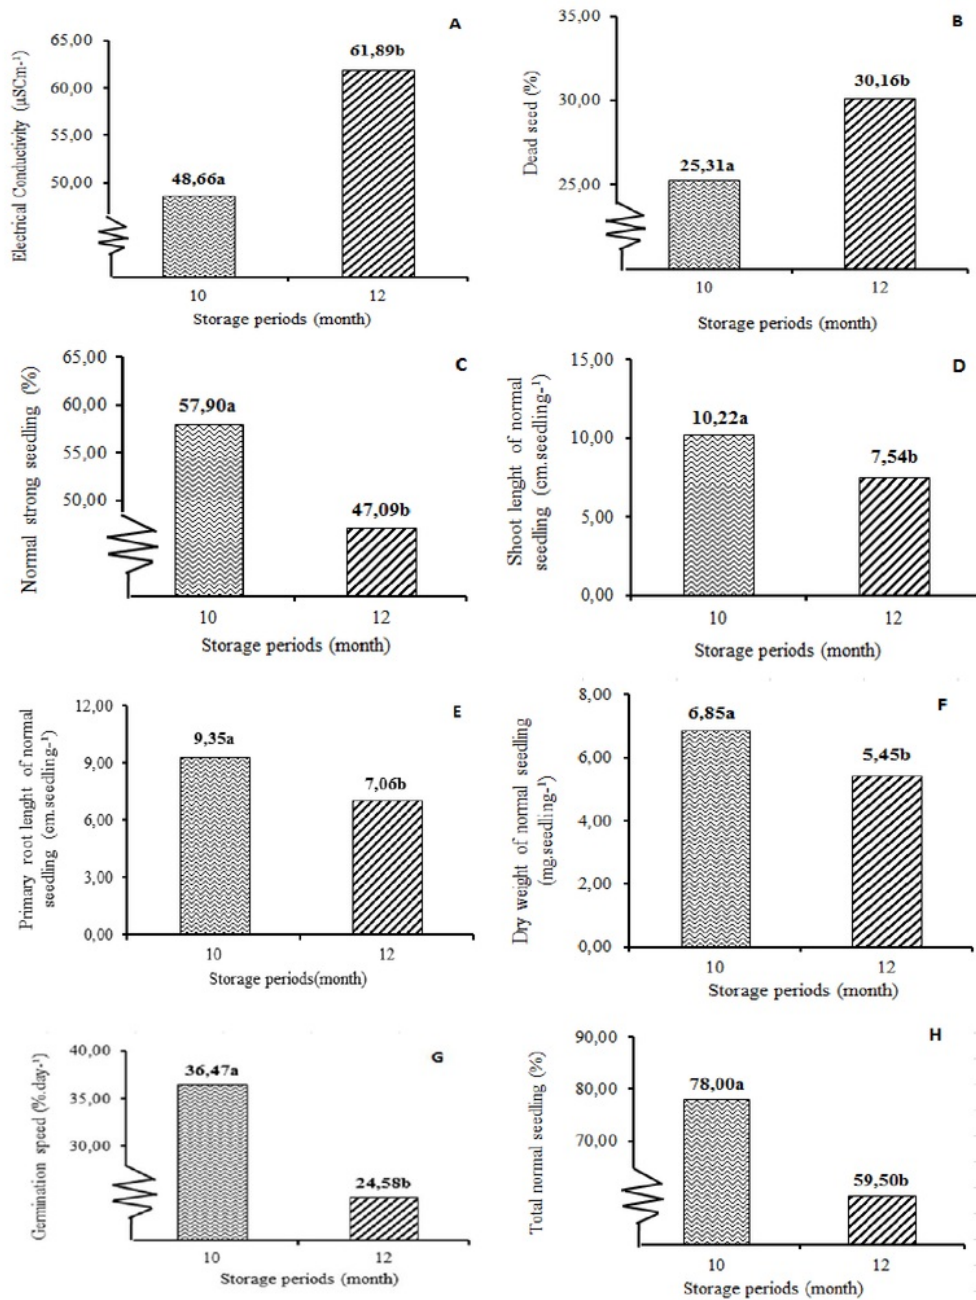 A
Electrical Conductivity (µSCm-¹)
65,00
60,00
55,00
50,00
48,66a
61,89b
10
12
Storage periods (month)
B
Dead seed (%)
35,00
30,00
25,00
25,31a
30,16b
10
12
Storage periods (month)
C
Normal strong seedling (%)
65,00
60,00
55,00
50,00
57,90a
47,09b
10
12
Storage periods (month)
D
Shoot lenght of normal
seedling (cm.seedling-¹)
15,00
10,00
5,00
0,00
10,22a
7,54b
10
12
Storage periods (month)
E
Primary root lenght of normal
seedling (cm.seedling-¹)
12,00
9,00
6,00
3,00
0,00
9,35a
7,06b
10
12
Storage periods(month)
F
Dry weight of normal seedling
(mg.seedling-¹)
8,00
6,00
4,00
2,00
0,00
6,85a
5,45b
10
12
Storage periods (month)
G
Germination speed (%.day-¹)
40,00
35,00
30,00
36,47a
24,58b
10
12
Storage periods (month)
H
Total normal seedling (%)
90,00
80,00
70,00
78,00a
59,50b
10
12
Storage periods (month)